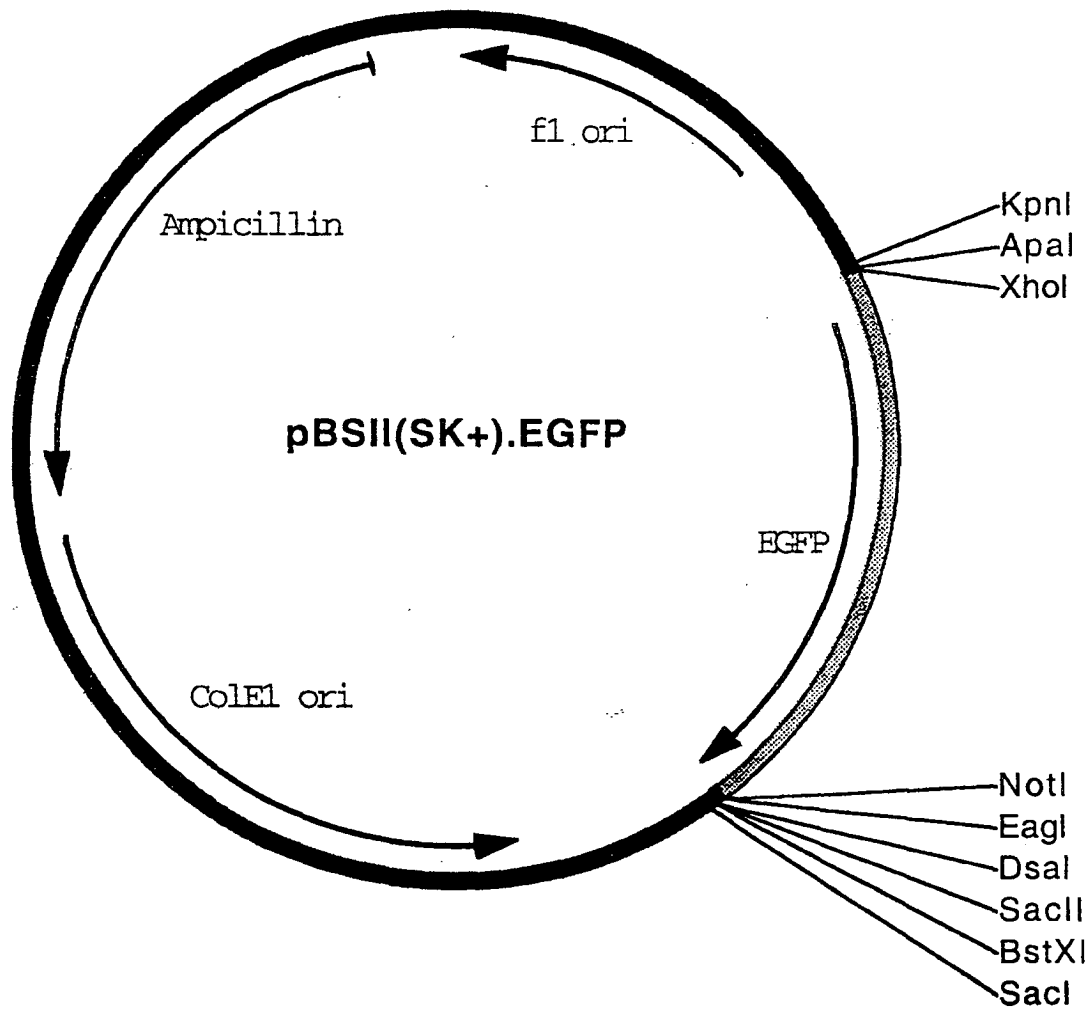 f1 ori
Ampicillin
KpnI
ApaI
XhoI
pBSII(SK+).EGFP
EGFP
ColE1 ori
NotI
EagI
DsaI
SacII
BstXI
SacI